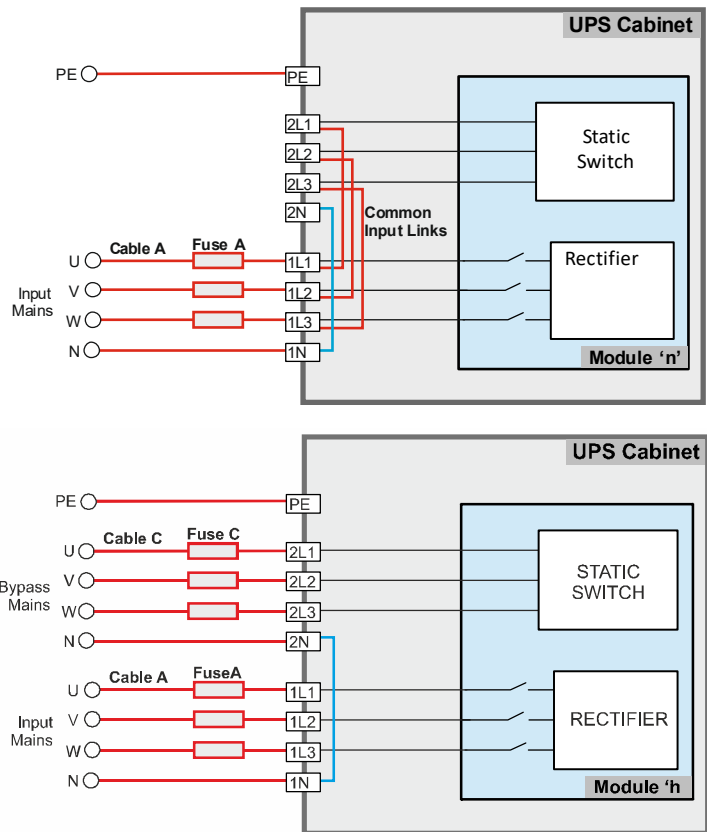 UPS Cabinet
PE
PE
2L1
2L2
2L3
2N
Static
Switch
Common
Input Links
Cable A
Fuse A
U
1L1
Rectifier
Input
Mains
V
1L2
W
1L3
N
1N
Module ‘n’
UPS Cabinet
PE
PE
Cable C
Fuse C
U
2L1
Bypass
Mains
V
2L2
W
2L3
N
2N
STATIC
SWITCH
Cable A
FuseA
U
1L1
Input
Mains
V
1L2
W
1L3
N
1N
RECTIFIER
Module ‘h